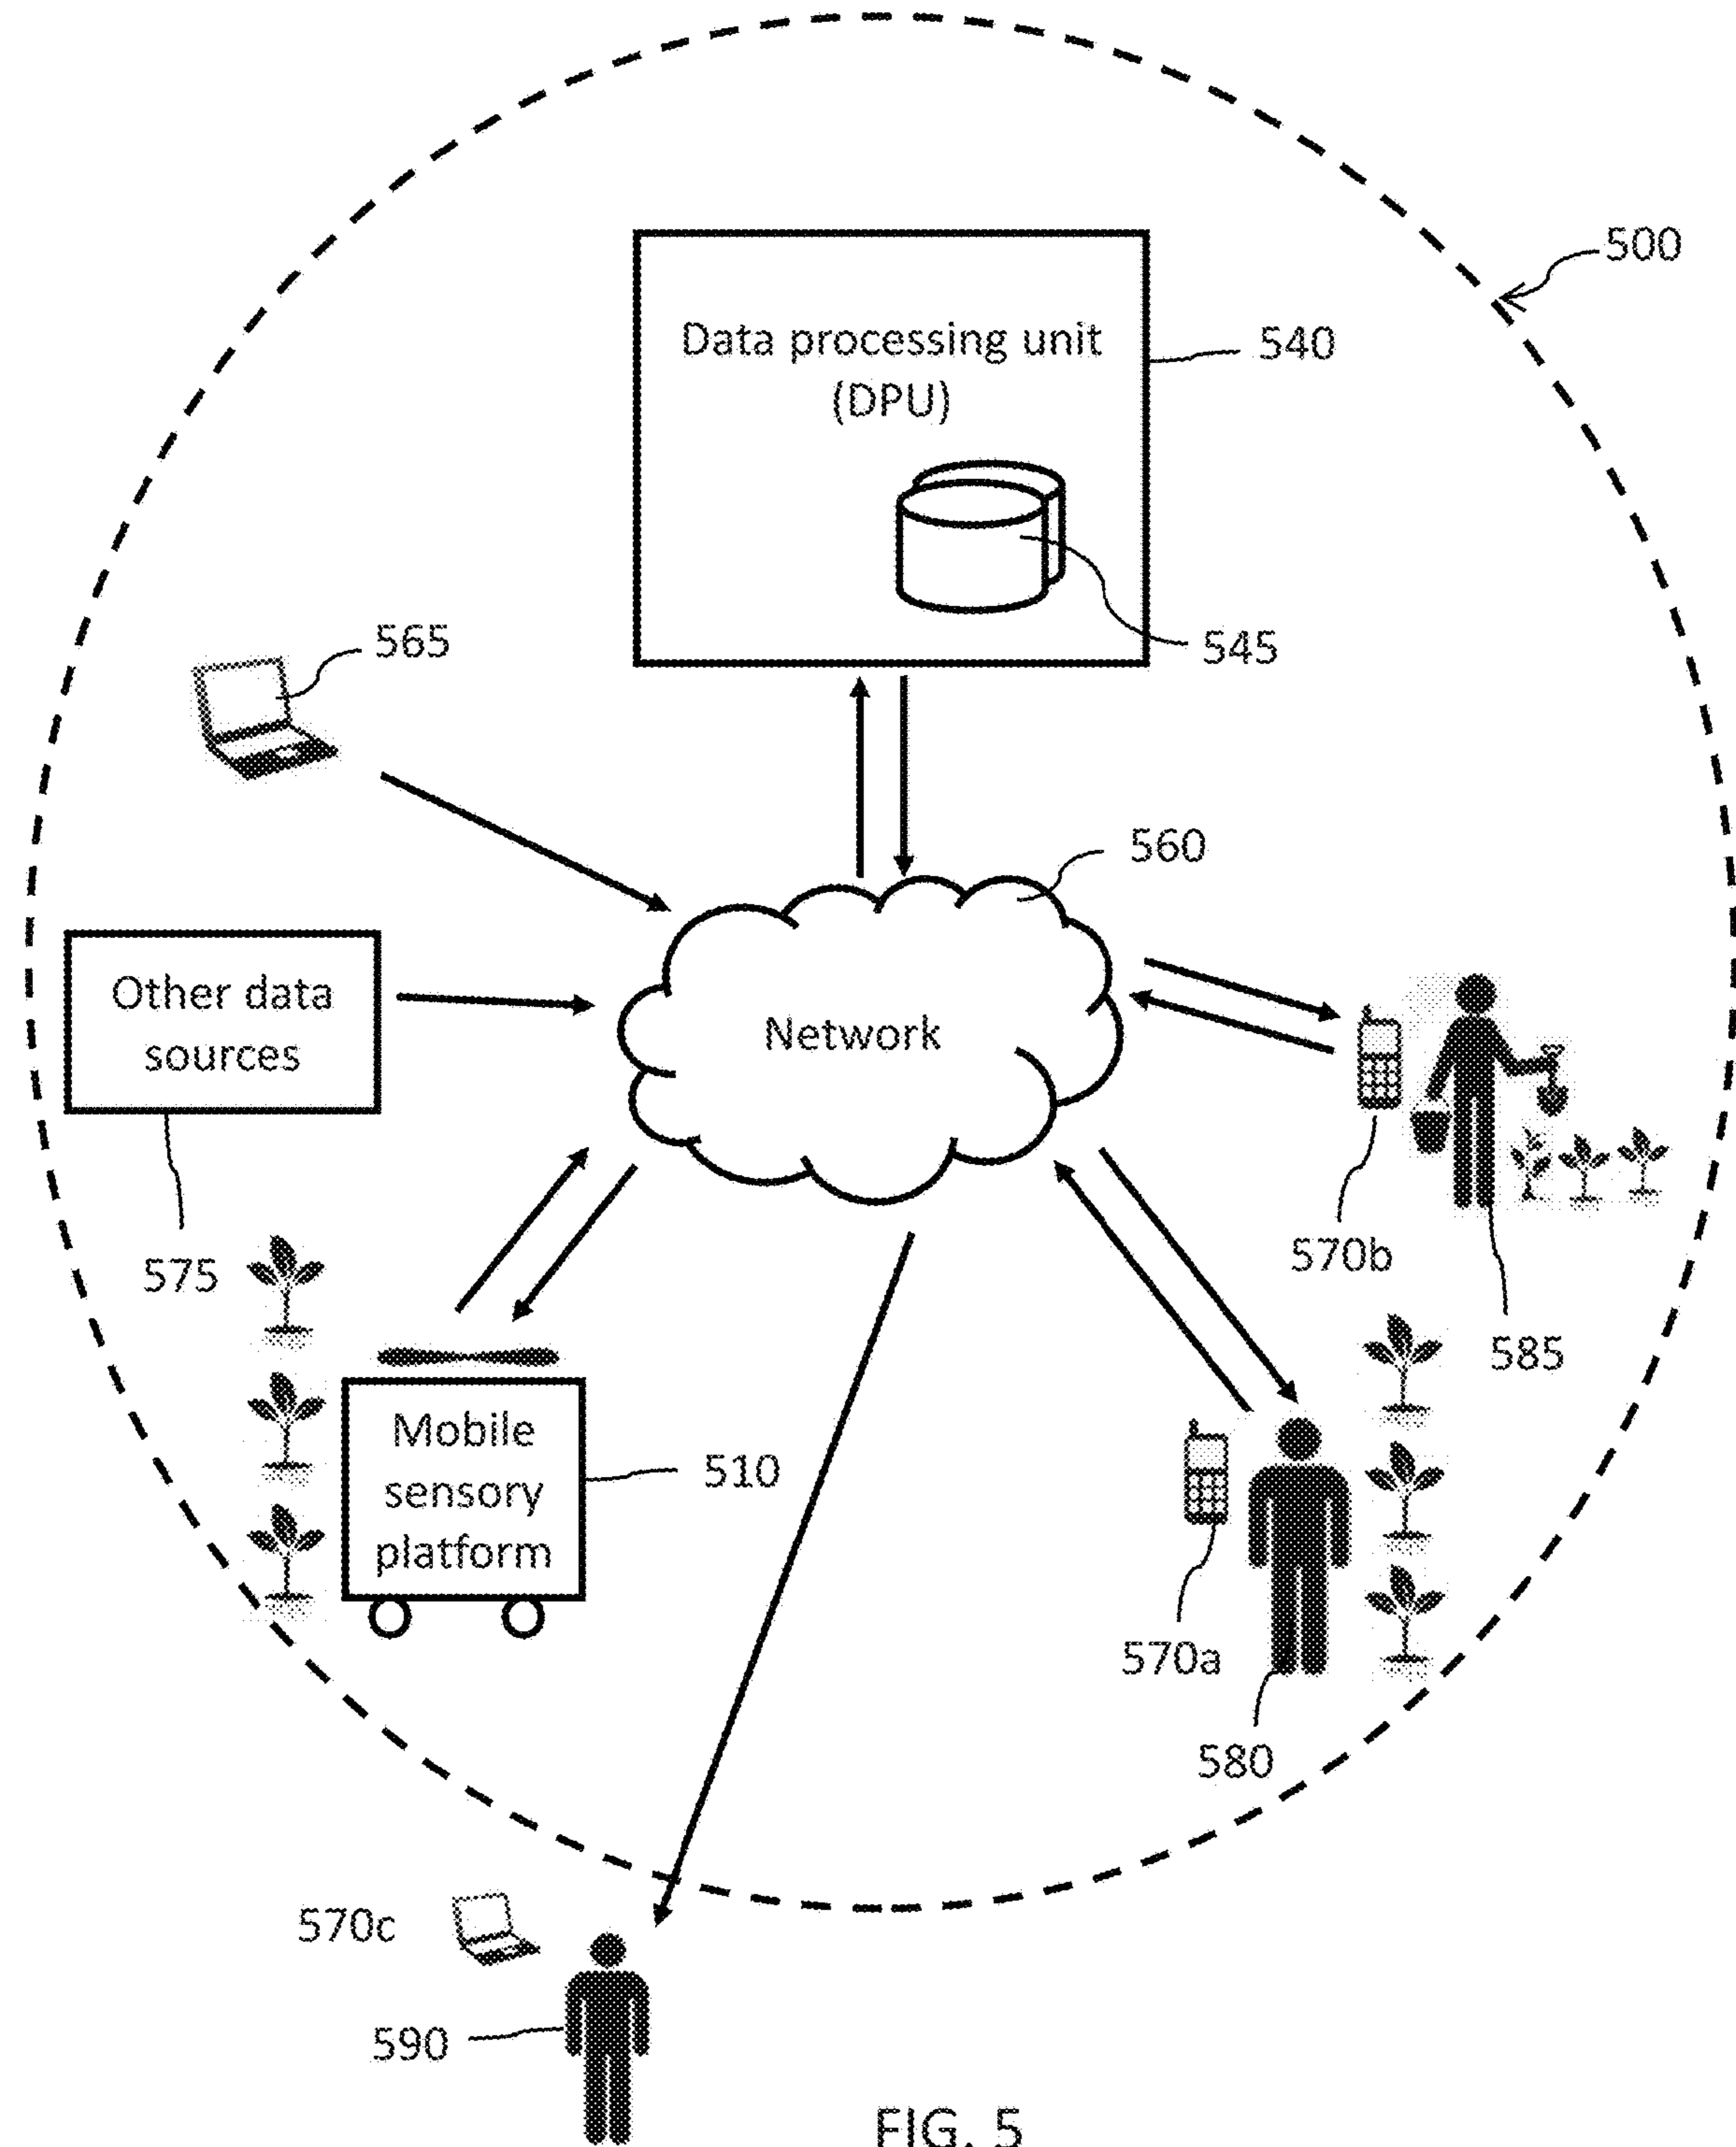 500
Data processing unit
(DPU)
540
545
565
560
Other data
sources
Network
575
570b
585
Mobile
sensory
platform
510
570a
580
570c
590
FIG. 5